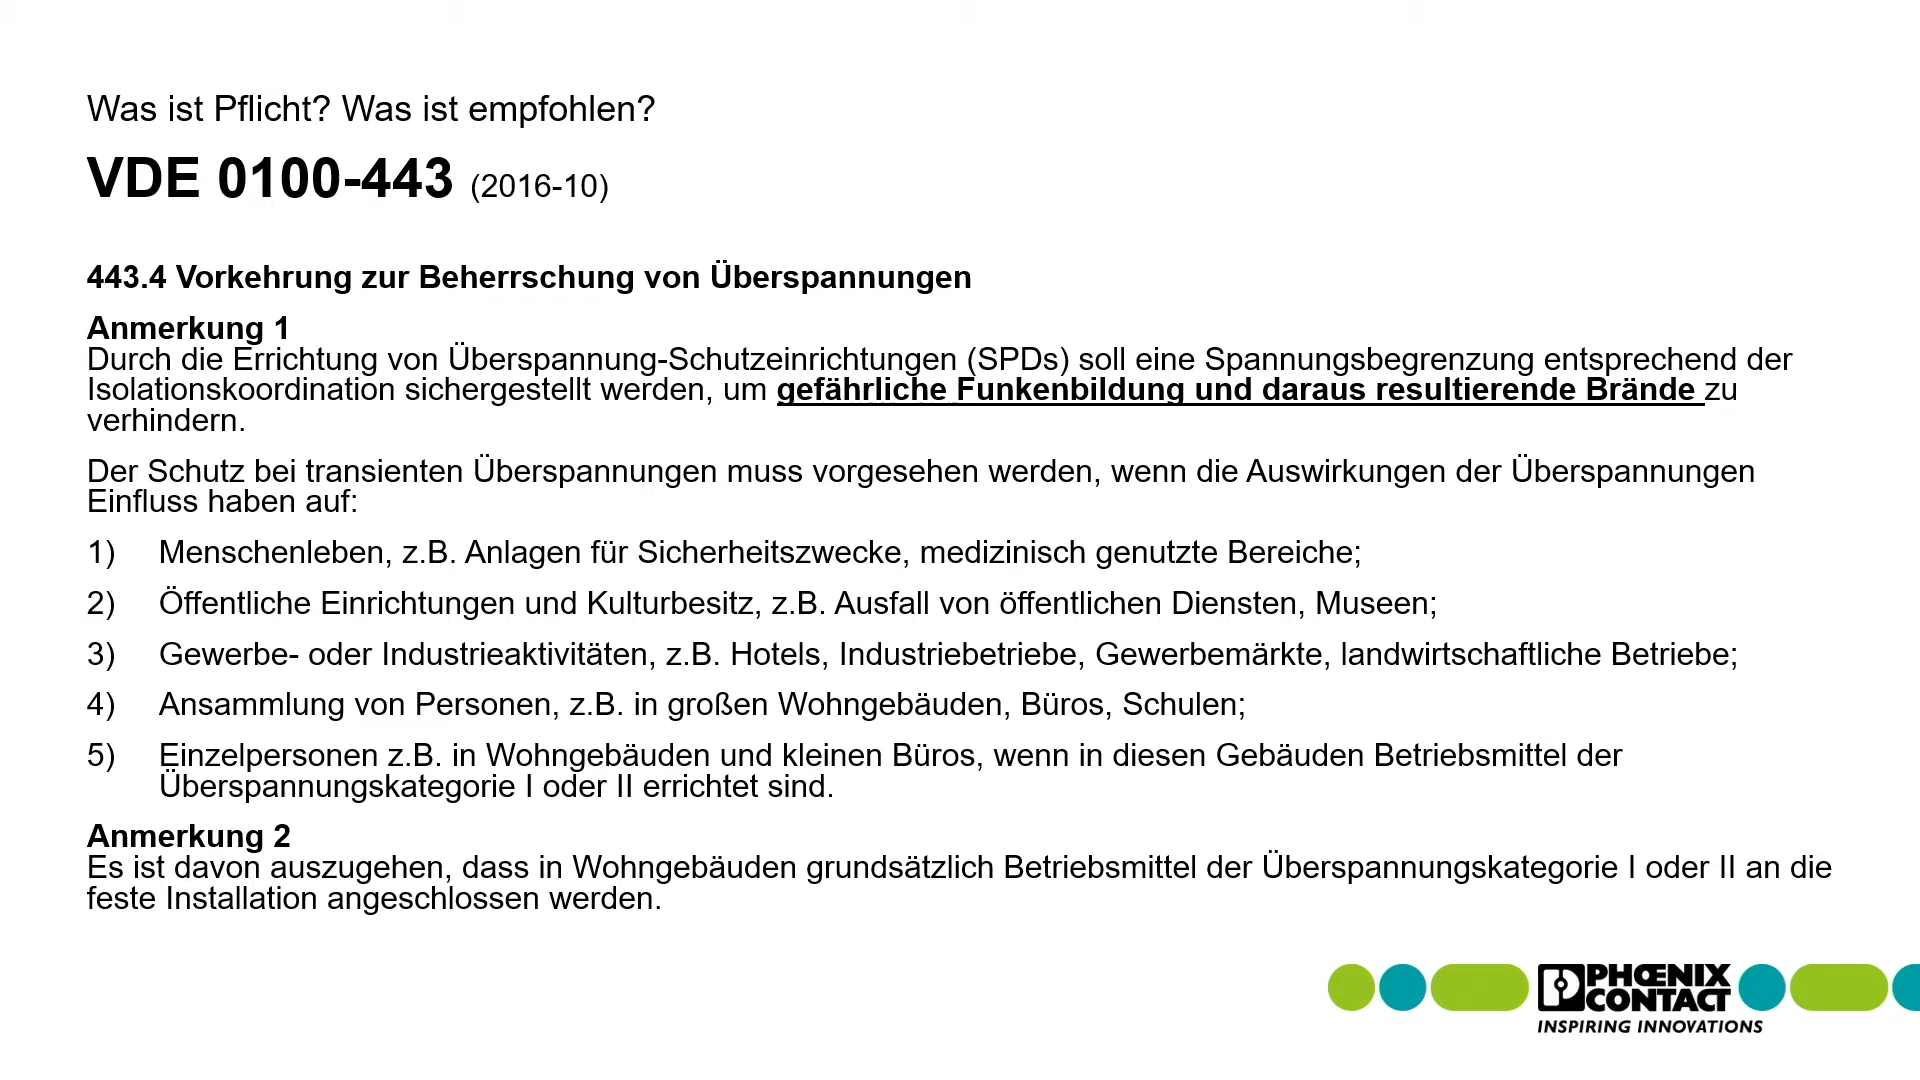 Was ist Pflicht? Was ist empfohlen?
VDE 0100-443 (2016-10)
443.4 Vorkehrung zur Beherrschung von Überspannungen
Anmerkung 1
Durch die Errichtung von Überspannung-Schutzeinrichtungen (SPDs) soll eine Spannungsbegrenzung entsprechend der
Isolationskoordination sichergestellt werden, um gefährliche Funkenbildung und daraus resultierende Brände zu
verhindern.
Der Schutz bei transienten Überspannungen muss vorgesehen werden, wenn die Auswirkungen der Überspannungen
Einfluss haben auf:
1) Menschenleben, z.B. Anlagen für Sicherheitszwecke, medizinisch genutzte Bereiche;
2) Öffentliche Einrichtungen und Kulturbesitz, z.B. Ausfall von öffentlichen Diensten, Museen;
3) Gewerbe- oder Industrieaktivitäten, z.B. Hotels, Industriebetriebe, Gewerbemärkte, landwirtschaftliche Betriebe;
4) Ansammlung von Personen, z.B. in großen Wohngebäuden, Büros, Schulen;
5) Einzelpersonen z.B. in Wohngebäuden und kleinen Büros, wenn in diesen Gebäuden Betriebsmittel der
Überspannungskategorie I oder II errichtet sind.
Anmerkung 2
Es ist davon auszugehen, dass in Wohngebäuden grundsätzlich Betriebsmittel der Überspannungskategorie I oder II an die
feste Installation angeschlossen werden.
PHŒNIX
CONTACT
INSPIRING INNOVATIONS